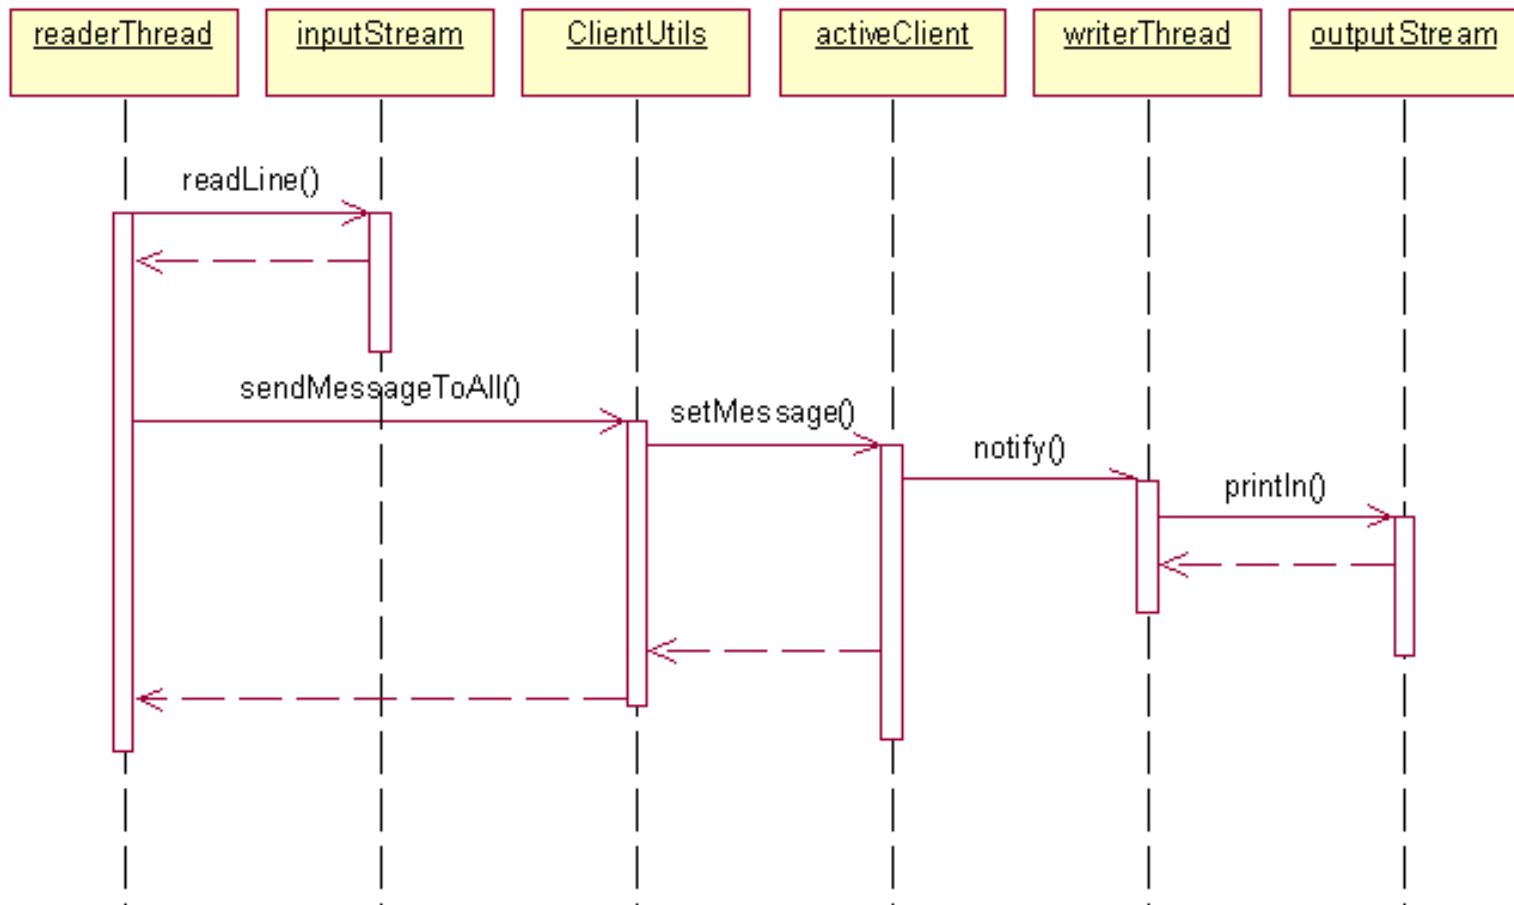 readerThread inputStream ClientUtils activeClient writerThread outputStream
readLine()
sendMessageToAll()
setMessage()
notify()
println()